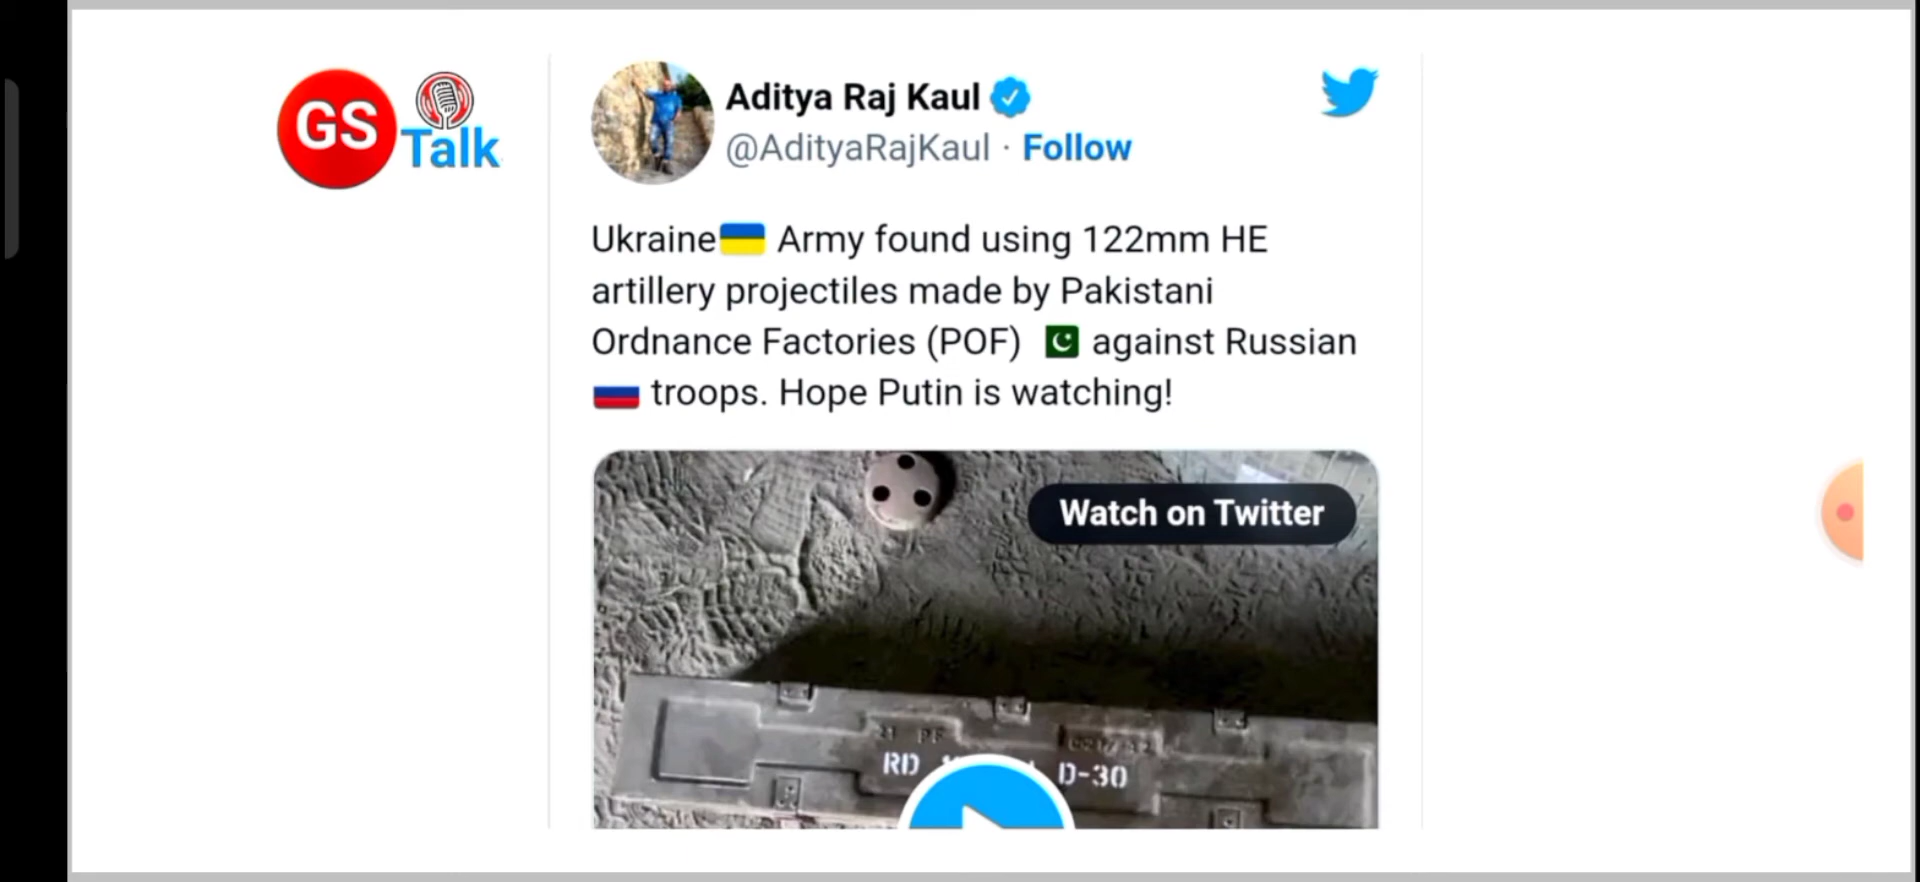 GS
Talk
Aditya Raj Kaul
@AdityaRajKaul · Follow
Ukraine🇺🇦 Army found using 122mm HE
artillery projectiles made by Pakistani
Ordnance Factories (POF) 🇵🇰 against Russian
🇷🇺 troops. Hope Putin is watching!
Watch on Twitter
RD D-30